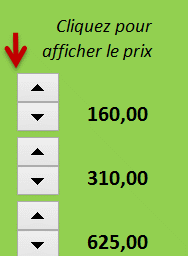 Cliquez pour
afficher le prix
160,00
310,00
625,00